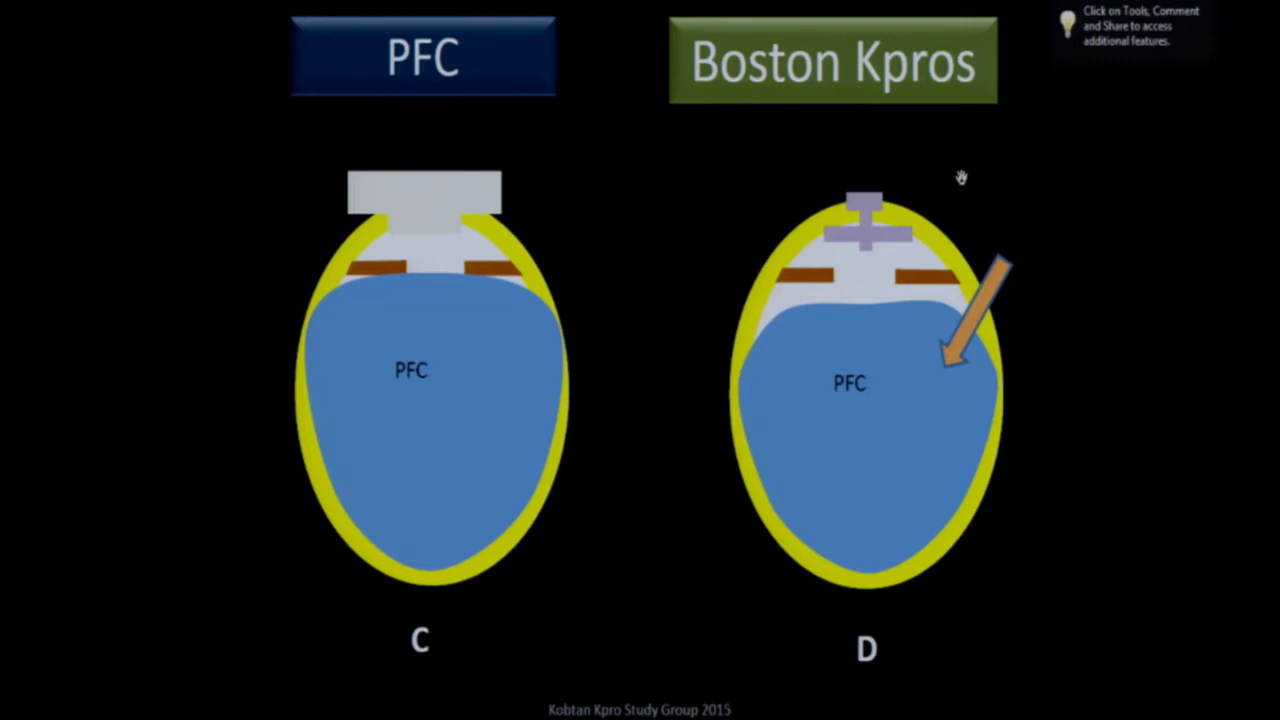 PFC
Boston Kpros
Click on Tools, Comment
and Share to access
additional features.
PFC
PFC
C
D
Kobtan Kpro Study Group 2015